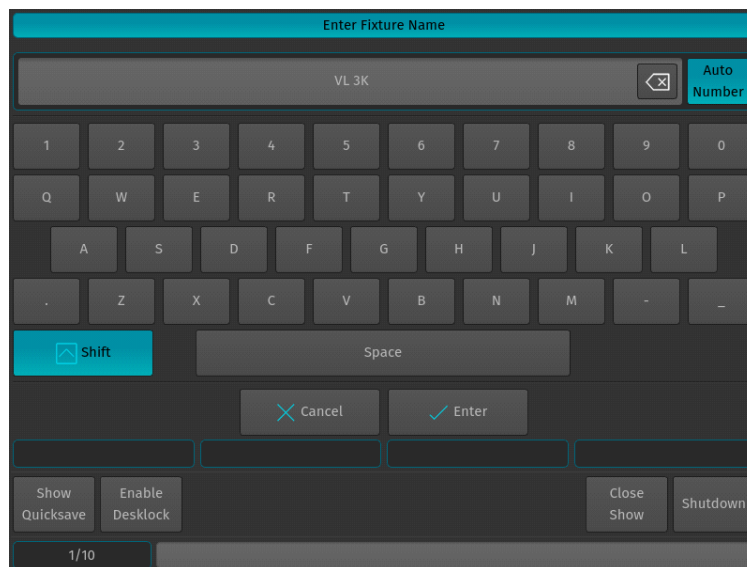 Enter Fixture Name
VL 3K
Auto
Number
1 2 3 4 5 6 7 8 9 0
Q W E R T Y U I O P
A S D F G H J K L
. Z X C V B N M - _
Shift Space
Cancel Enter
Show
Quicksave
Enable
Desklock
Close
Show
Shutdown
1/10